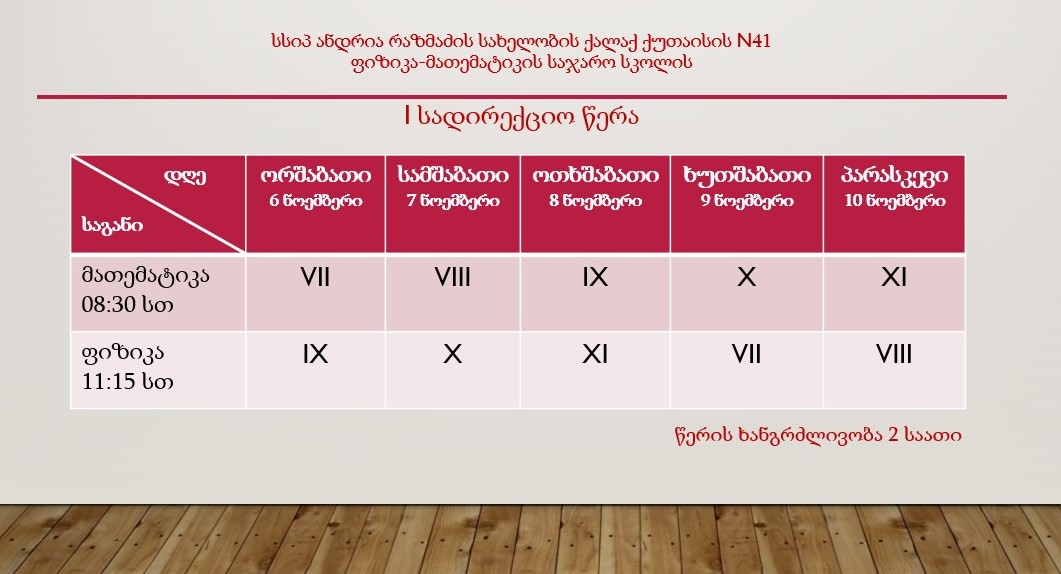 სსიპ ანდრია რაზმაძის სახელობის ქალაქ ქუთაისის N41
ფიზიკა-მათემატიკის საჯარო სკოლის
I სადირექციო წერა
დღე
საგანი
ორშაბათი
6 ნოემბერი
სამშაბათი
7 ნოემბერი
ოთხშაბათი
8 ნოემბერი
ხუთშაბათი
9 ნოემბერი
პარასკევი
10 ნოემბერი
მათემატიკა
08:30 სთ
VII
VIII
IX
X
XI
ფიზიკა
11:15 სთ
IX
X
XI
VII
VIII
წერის ხანგრძლივობა 2 საათი